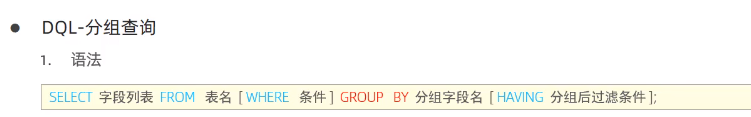 ● DQL-分组查询
1. 语法
SELECT 字段列表 FROM 表名 [ WHERE 条件 ] GROUP BY 分组字段名 [ HAVING 分组后过滤条件 ];